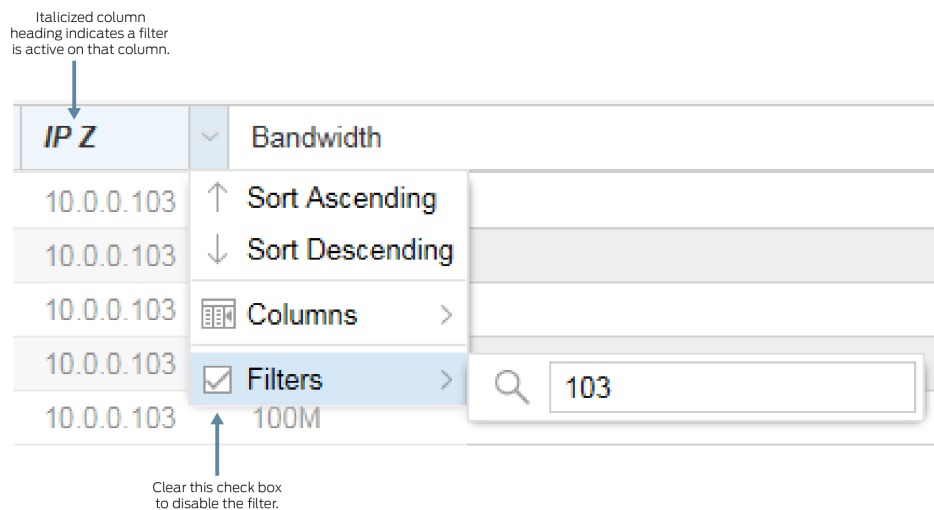 Italicized column
heading indicates a filter
is active on that column.
IP Z
Bandwidth
10.0.0.103
Sort Ascending
10.0.0.103
Sort Descending
10.0.0.103
Columns
10.0.0.103
Filters
103
10.0.0.103
100M
Clear this check box
to disable the filter.